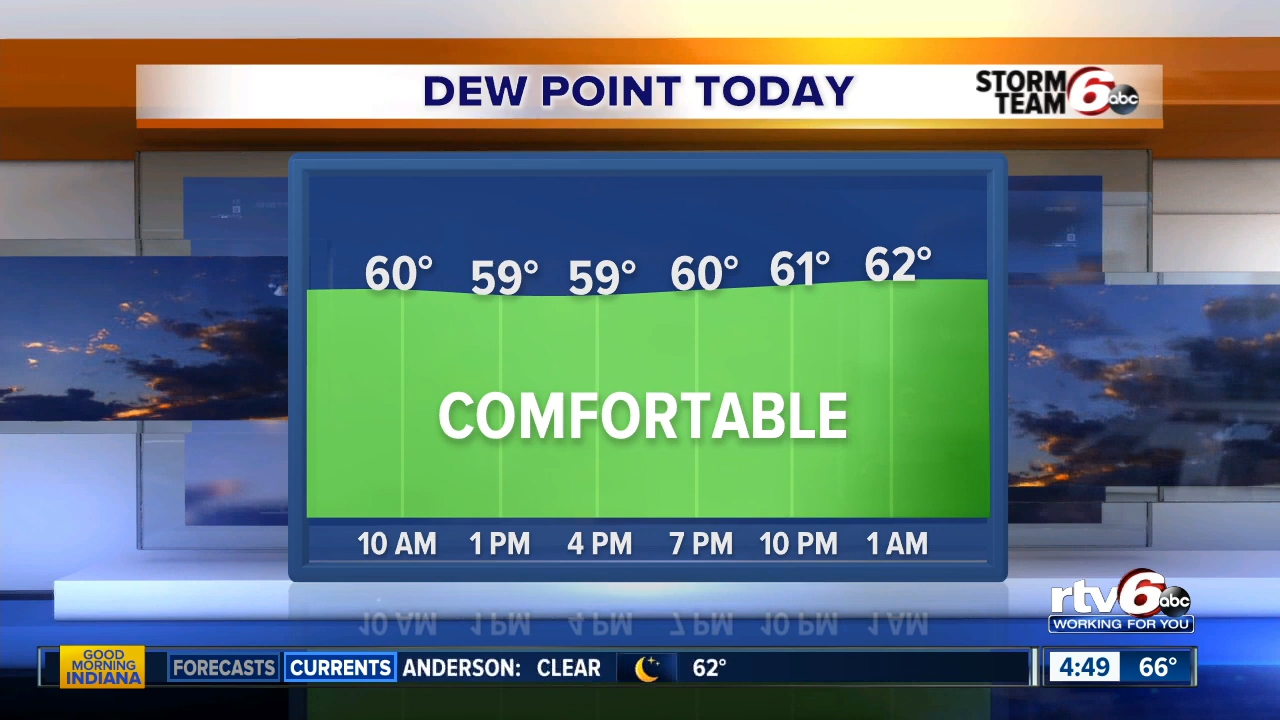 DEW POINT TODAY
STORM
TEAM 6 abc
60° 59° 59° 60° 61° 62°
COMFORTABLE
10 AM 1 PM 4 PM 7 PM 10 PM 1 AM
rtv6 abc
WORKING FOR YOU
GOOD
MORNING
INDIANA
FORECASTS CURRENTS ANDERSON: CLEAR 62°
4:49 66°